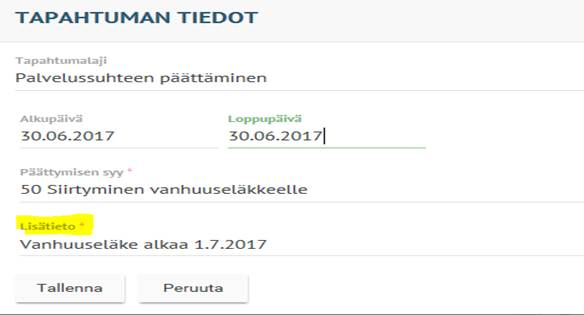 TAPAHTUMAN TIEDOT
Tapahtumalaji
Palvelussuhteen päättäminen
Alkupäivä Loppupäivä
30.06.2017 30.06.2017
Päättymisen syy *
50 Siirtyminen vanhuuseläkkeelle
Lisätieto *
Vanhuuseläke alkaa 1.7.2017
Tallenna Peruuta